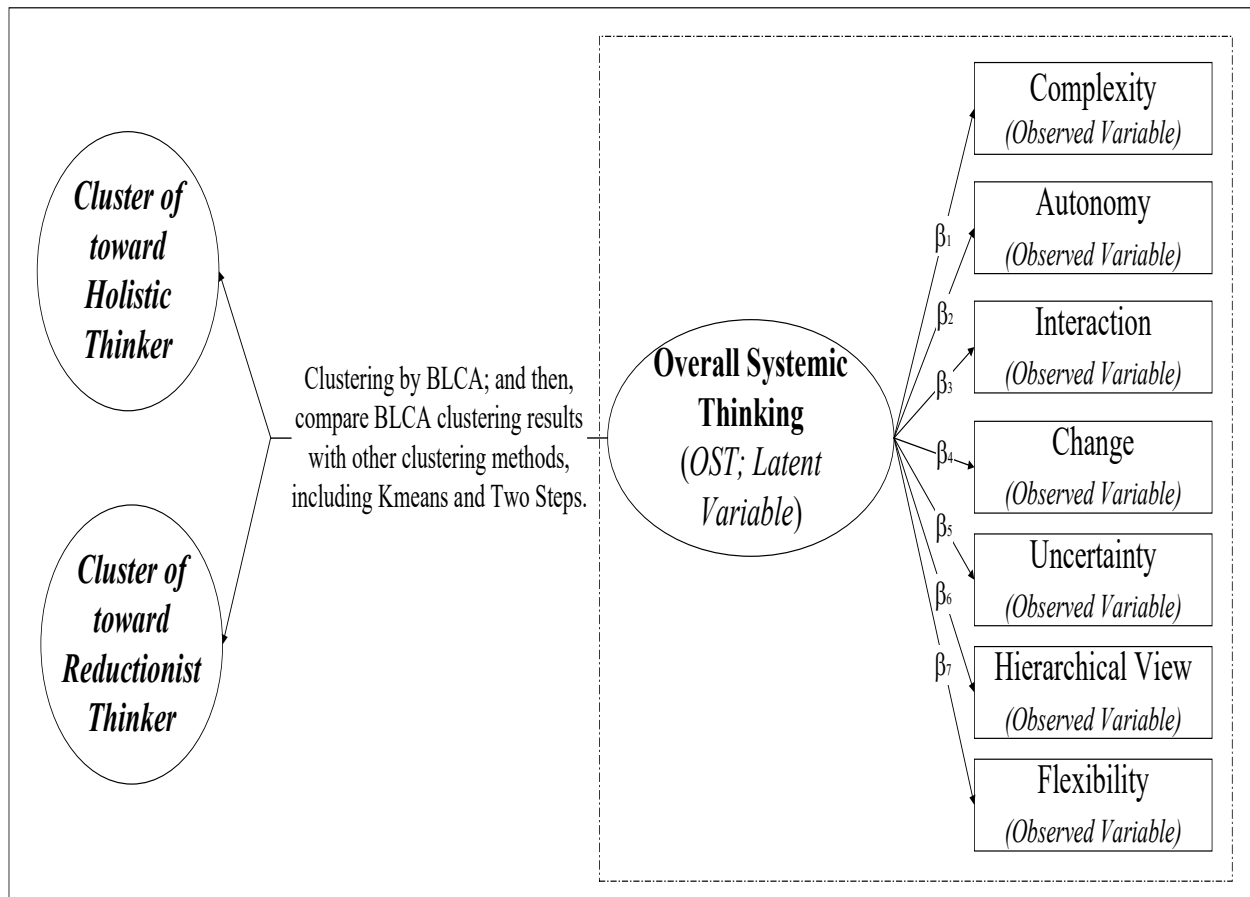 Cluster of
toward
Holistic
Thinker
Cluster of
toward
Reductionist
Thinker
Clustering by BLCA; and then,
compare BLCA clustering results
with other clustering methods,
including Kmeans and Two Steps.
Overall Systemic
Thinking
(OST; Latent
Variable)
β₁
β₂
β₃
β₄
β₅
β₆
β₇
Complexity
(Observed Variable)
Autonomy
(Observed Variable)
Interaction
(Observed Variable)
Change
(Observed Variable)
Uncertainty
(Observed Variable)
Hierarchical View
(Observed Variable)
Flexibility
(Observed Variable)